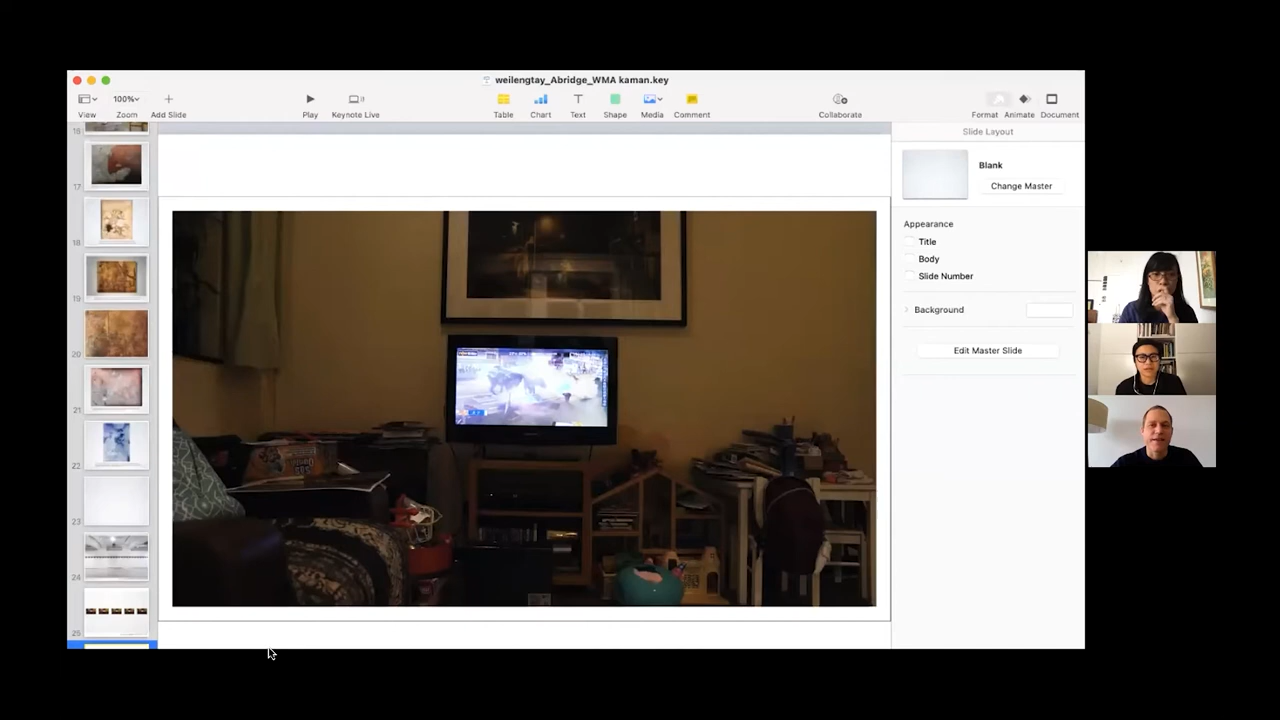 weilengtay_Abridge_WMA kaman.key
100%
View
Zoom
Add Slide
Play
Keynote Live
Table
Chart
Text
Shape
Media
Comment
Collaborate
Format
Animate
Document
16
17
18
19
20
21
22
23
24
25
Slide Layout
Blank
Change Master
Appearance
Title
Body
Slide Number
Background
Edit Master Slide